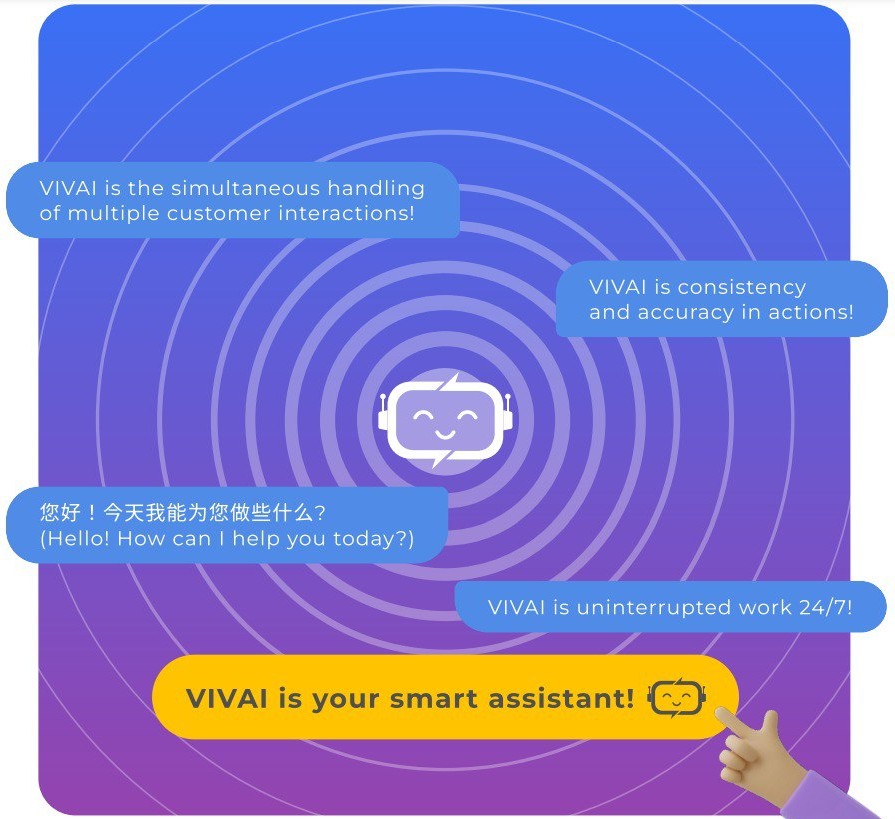 VIVAI is the simultaneous handling
of multiple customer interactions!
VIVAI is consistency
and accuracy in actions!
您好！今天我能为您做些什么?
(Hello! How can I help you today?)
VIVAI is uninterrupted work 24/7!
VIVAI is your smart assistant!